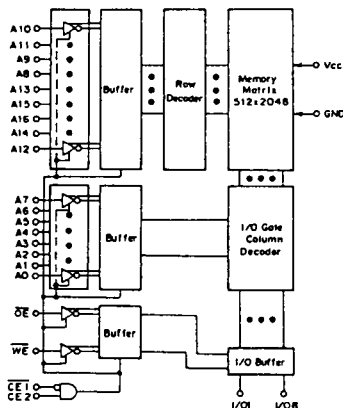 A10
A11
A9
A8
A13
A15
A16
A14
A12
Buffer
Row
Decoder
Memory
Matrix
512x2048
Vcc
GND
A7
A6
A5
A4
A3
A2
A1
A0
Buffer
I/O Gate
Column
Decoder
OE
WE
Buffer
I/O Buffer
CE1
CE2
I/O1
I/O8